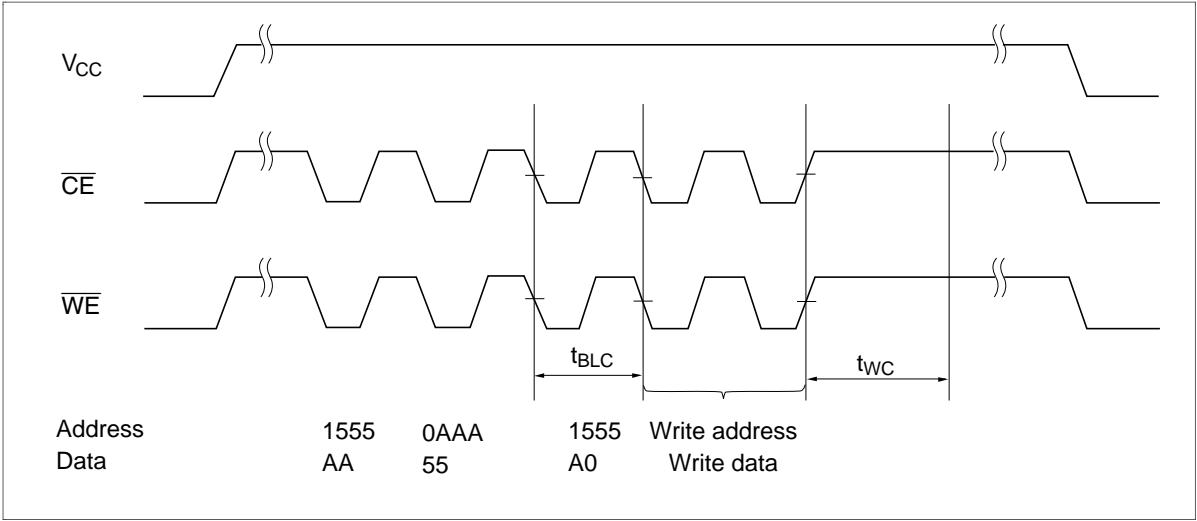 VCC
CE
WE
tBLC
tWC
Address 1555 0AAA 1555 Write address
Data AA 55 A0 Write data